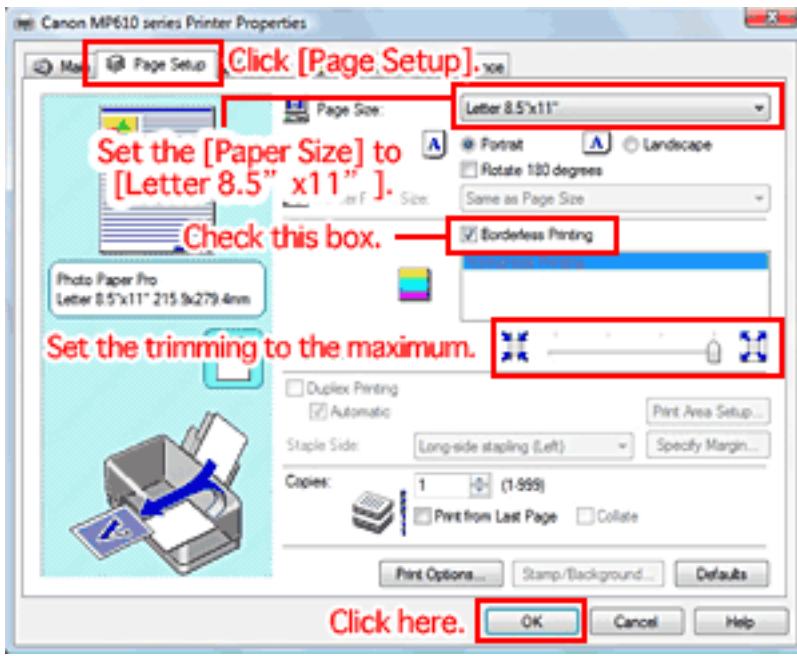 Canon MP610 series Printer Properties
Page Setup
Click [Page Setup].
Page Size:
Letter 8.5"x11"
Set the [Paper Size] to
[Letter 8.5” x11” ].
A Portrait
A Landscape
Rotate 180 degrees
Size:
Same as Page Size
Check this box.
Borderless Printing
Photo Paper Pro
Letter 8.5"x11" 215.9x279.4mm
Set the trimming to the maximum.
Duplex Printing
Automatic
Print Area Setup...
Staple Side:
Long-side stapling (Left)
Specify Margin...
Copies:
1
(1-999)
Print from Last Page
Collate
Print Options...
Stamp/Background...
Defaults
Click here.
OK
Cancel
Help